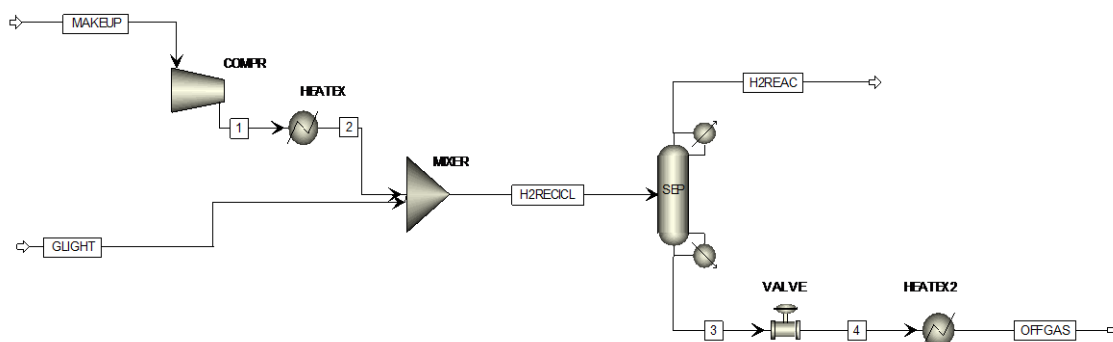 MAKEUP
COMPR
HEATEX
1
2
MIXER
GLIGHT
H2RECICL
SEP
H2REAC
VALVE
HEATEX2
3
4
OFFGAS